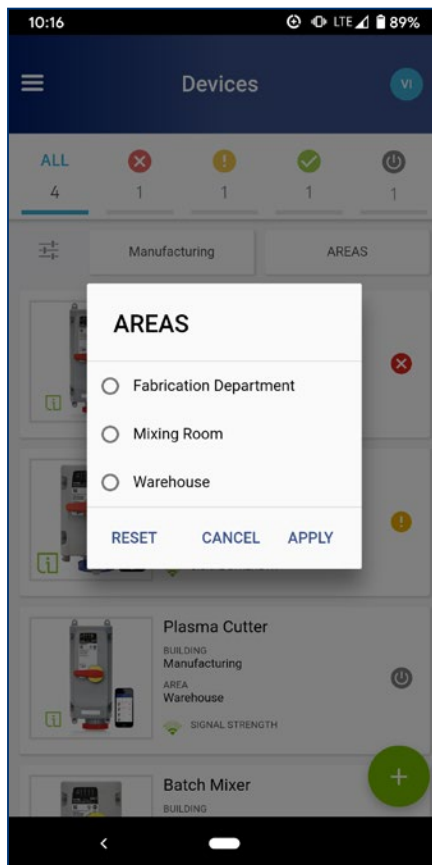 10:16 LTE 89%
Devices
VI
ALL
4 1 1 1 1
Manufacturing AREAS
AREAS
Fabrication Department
Mixing Room
Warehouse
RESET CANCEL APPLY
Plasma Cutter
BUILDING
Manufacturing
AREA
Warehouse
SIGNAL STRENGTH
Batch Mixer
BUILDING